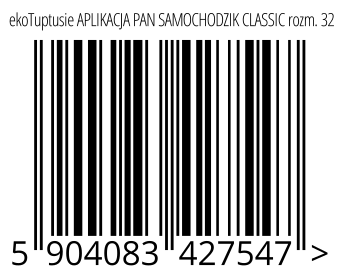 ekoTuptusie APLIKACJA PAN SAMOCHODZIK CLASSIC rozm. 32
5 904083 427547 >